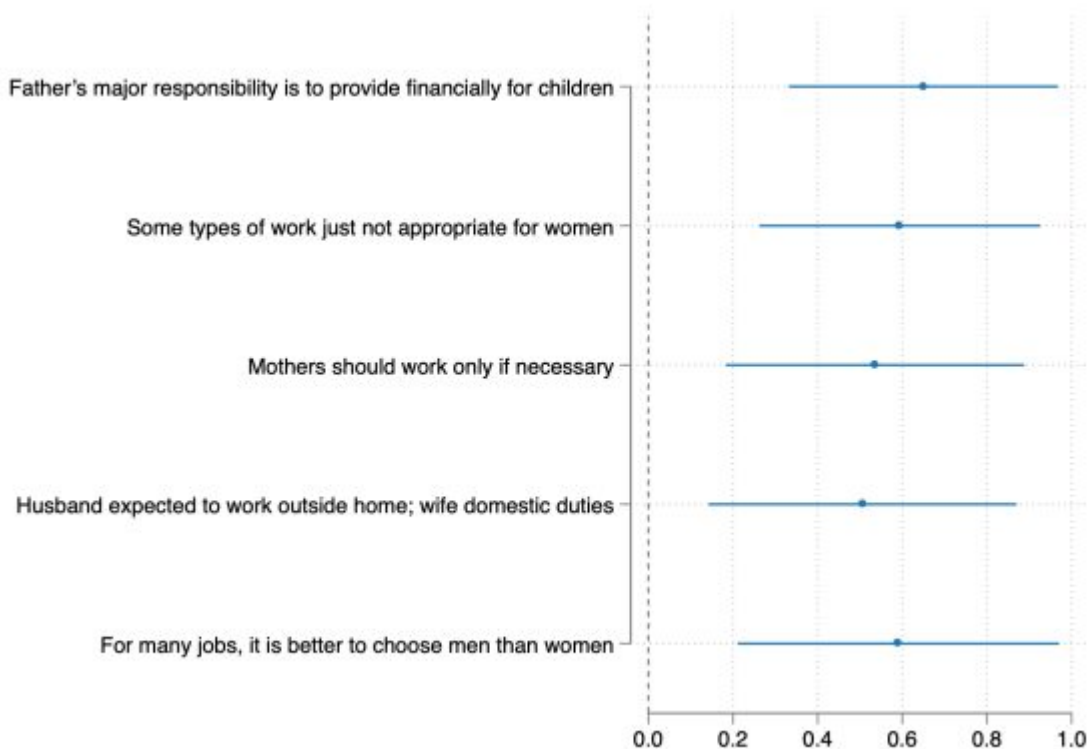 Father’s major responsibility is to provide financially for children
Some types of work just not appropriate for women
Mothers should work only if necessary
Husband expected to work outside home; wife domestic duties
For many jobs, it is better to choose men than women
0.0 0.2 0.4 0.6 0.8 1.0